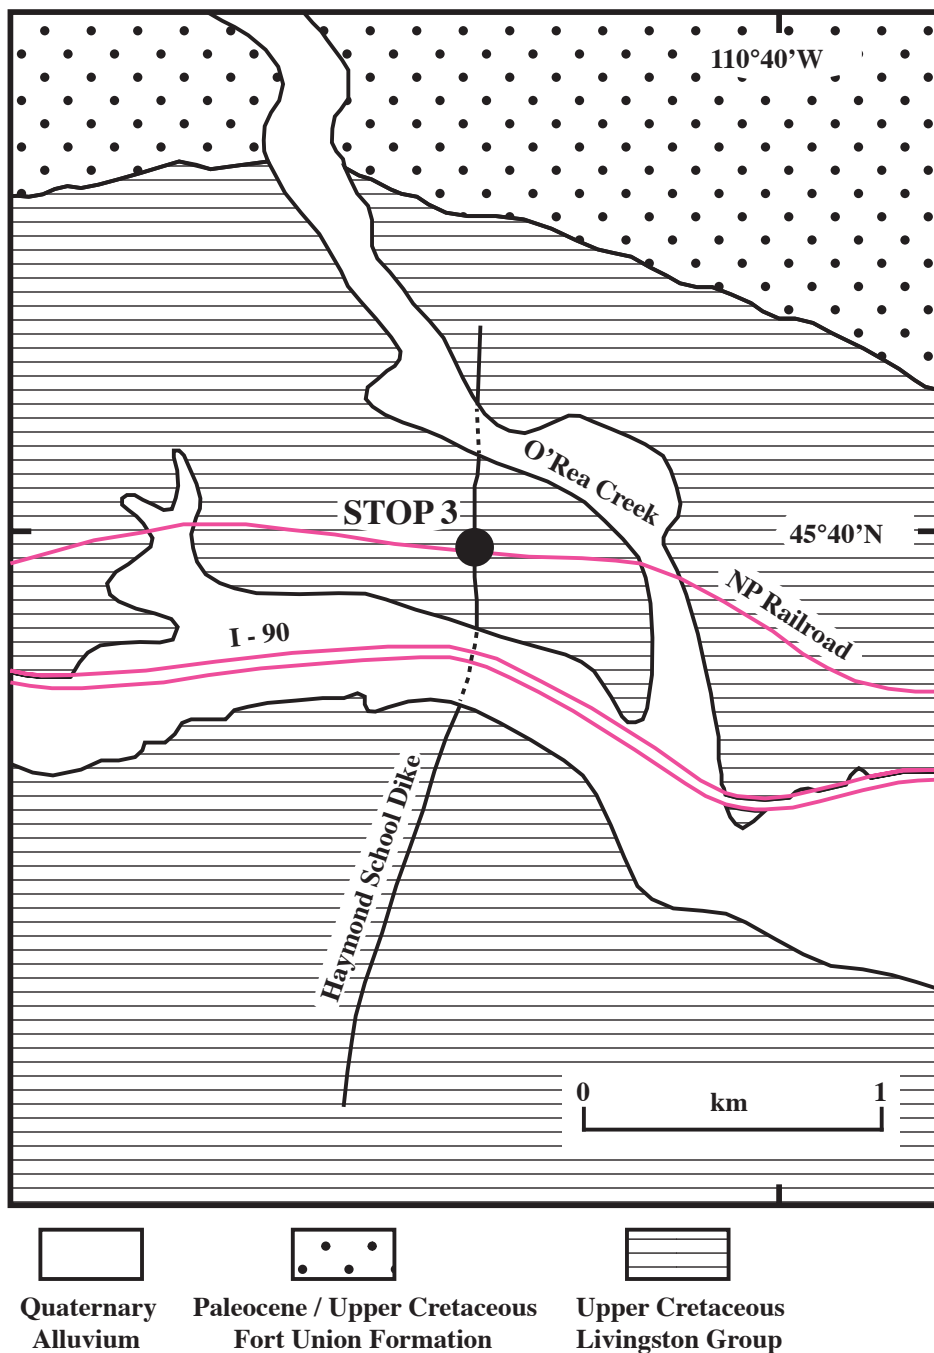 110°40'W
O'Rea Creek
STOP 3
45°40'N
NP Railroad
I - 90
Haymond School Dike
0 1
km
Quaternary
Alluvium
Paleocene / Upper Cretaceous
Fort Union Formation
Upper Cretaceous
Livingston Group